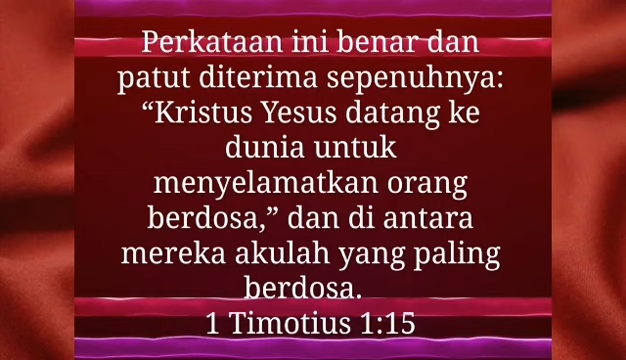 Perkataan ini benar dan
patut diterima sepenuhnya:
“Kristus Yesus datang ke
dunia untuk
menyelamatkan orang
berdosa,” dan di antara
mereka akulah yang paling
berdosa.
1 Timotius 1:15